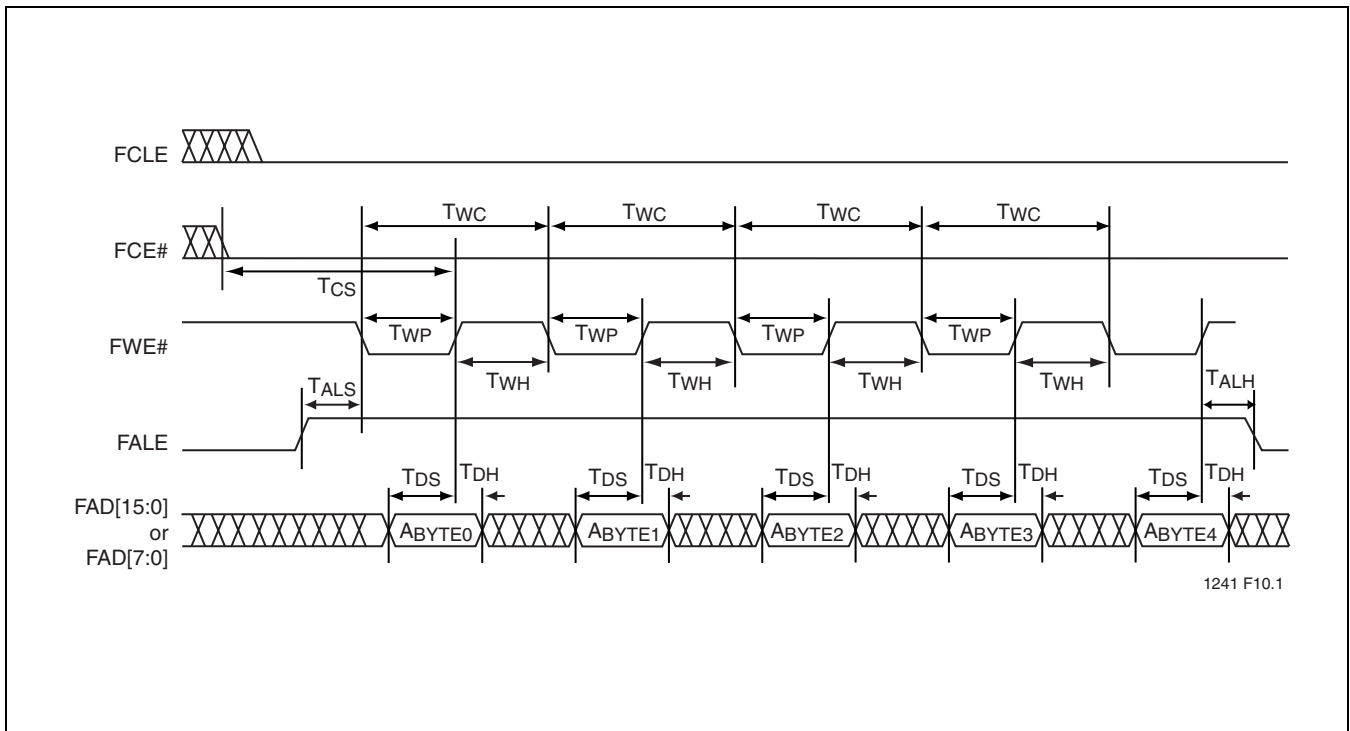 FCLE
TWC TWC TWC TWC
FCE#
TCS
FWE#
TWP TWP TWP TWP
TWH TWH TWH TWH
TALS TALH
FALE
TDS TDH TDS TDH TDS TDH TDS TDH TDS TDH
FAD[15:0]
or
FAD[7:0]
ABYTE0 ABYTE1 ABYTE2 ABYTE3 ABYTE4
1241 F10.1